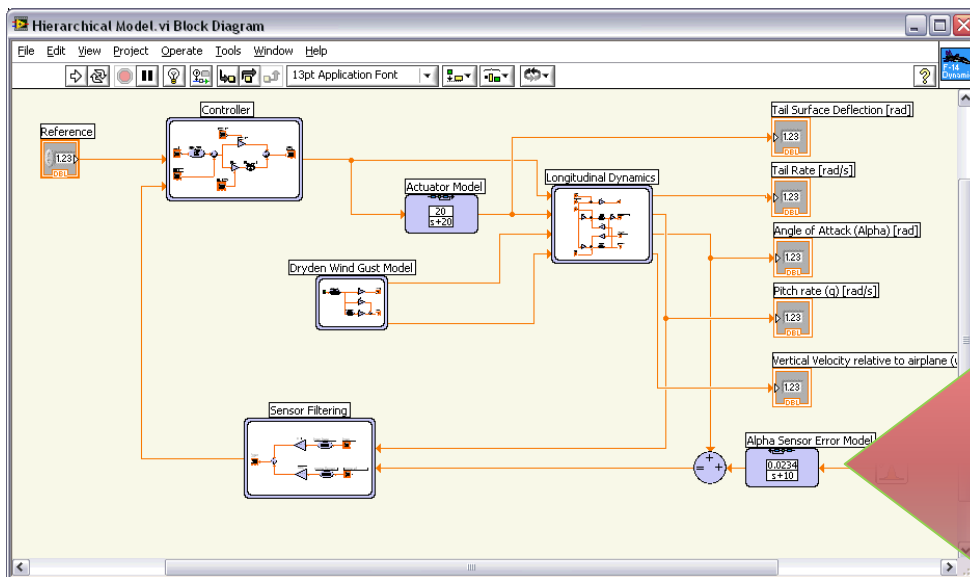 Hierarchical Model.vi Block Diagram
File Edit View Project Operate Tools Window Help
13pt Application Font
F-14
Dynamic
Controller
Tail Surface Deflection [rad]
Reference
1.23
DBL
1.23
DBL
Actuator Model
20
s+20
Longitudinal Dynamics
Tail Rate [rad/s]
1.23
DBL
Angle of Attack (Alpha) [rad]
1.23
DBL
Dryden Wind Gust Model
Pitch rate (q) [rad/s]
1.23
DBL
Vertical Velocity relative to airplane (
1.23
DBL
Sensor Filtering
Alpha Sensor Error Model
0.0234
s+10
+
= +